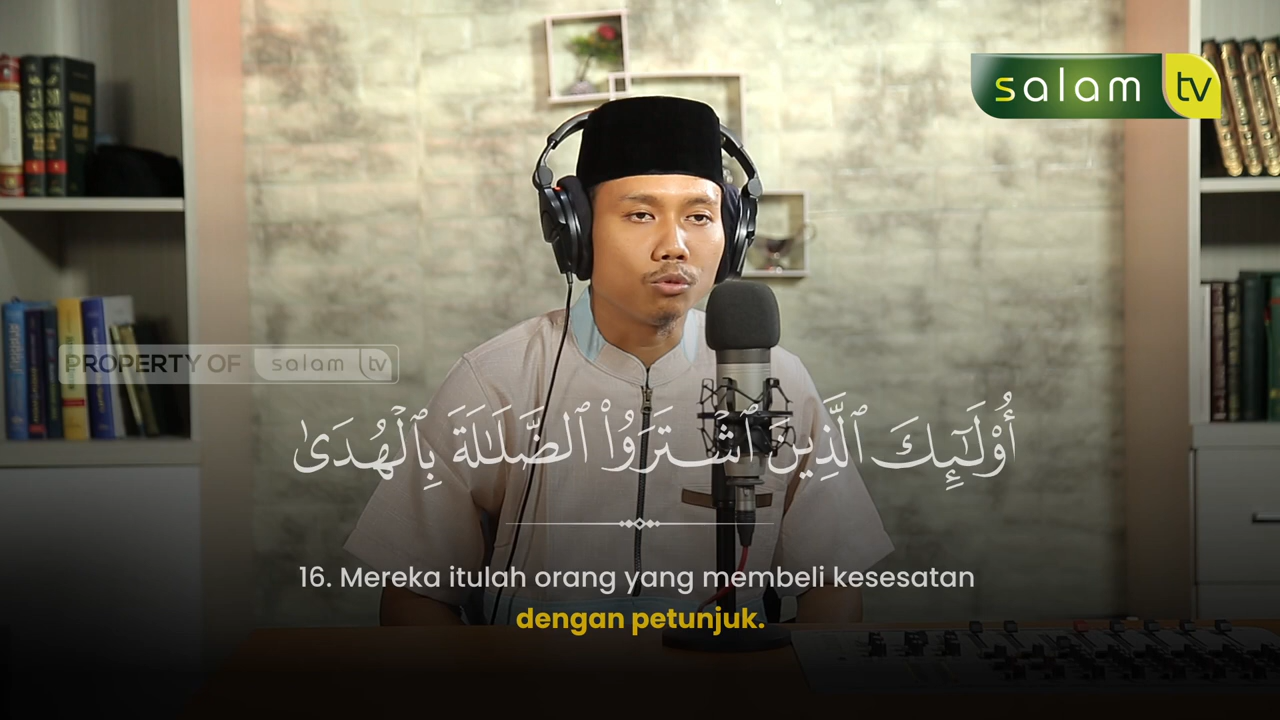 salam tv
PROPERTY OF salam tv
أُوْلَـٰٓئِكَ ٱلَّذِينَ ٱشْتَرَوُاْ ٱلضَّلَـٰلَةَ بِٱلْهُدَىٰ
16. Mereka itulah orang yang membeli kesesatan
dengan petunjuk.